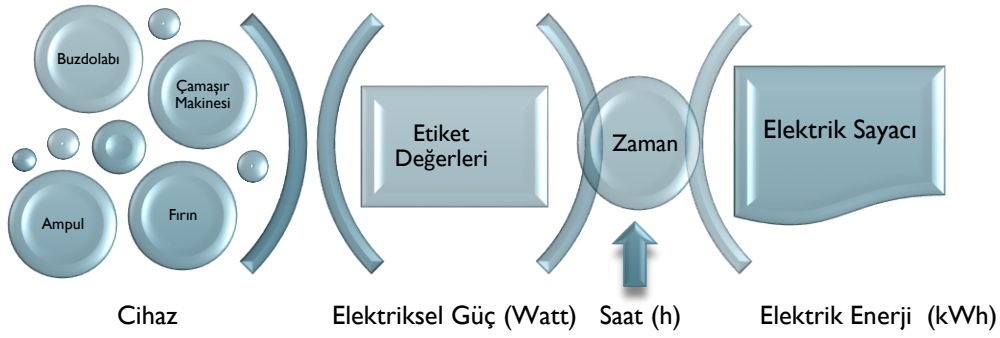 Buzdolabı
Çamaşır
Makinesi
Ampul
Fırın
Etiket
Değerleri
Zaman
Elektrik Sayacı
Cihaz
Elektriksel Güç (Watt)
Saat (h)
Elektrik Enerji (kWh)